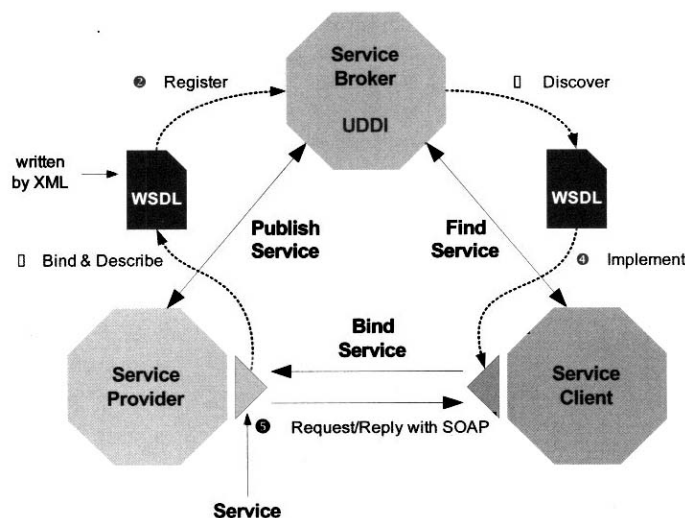 Service
Broker
UDDI
❷ Register
▯ Discover
written
by XML
WSDL
WSDL
Publish
Service
Find
Service
▯ Bind & Describe
❹ Implement
Bind
Service
Service
Provider
Service
Client
❺ Request/Reply with SOAP
Service